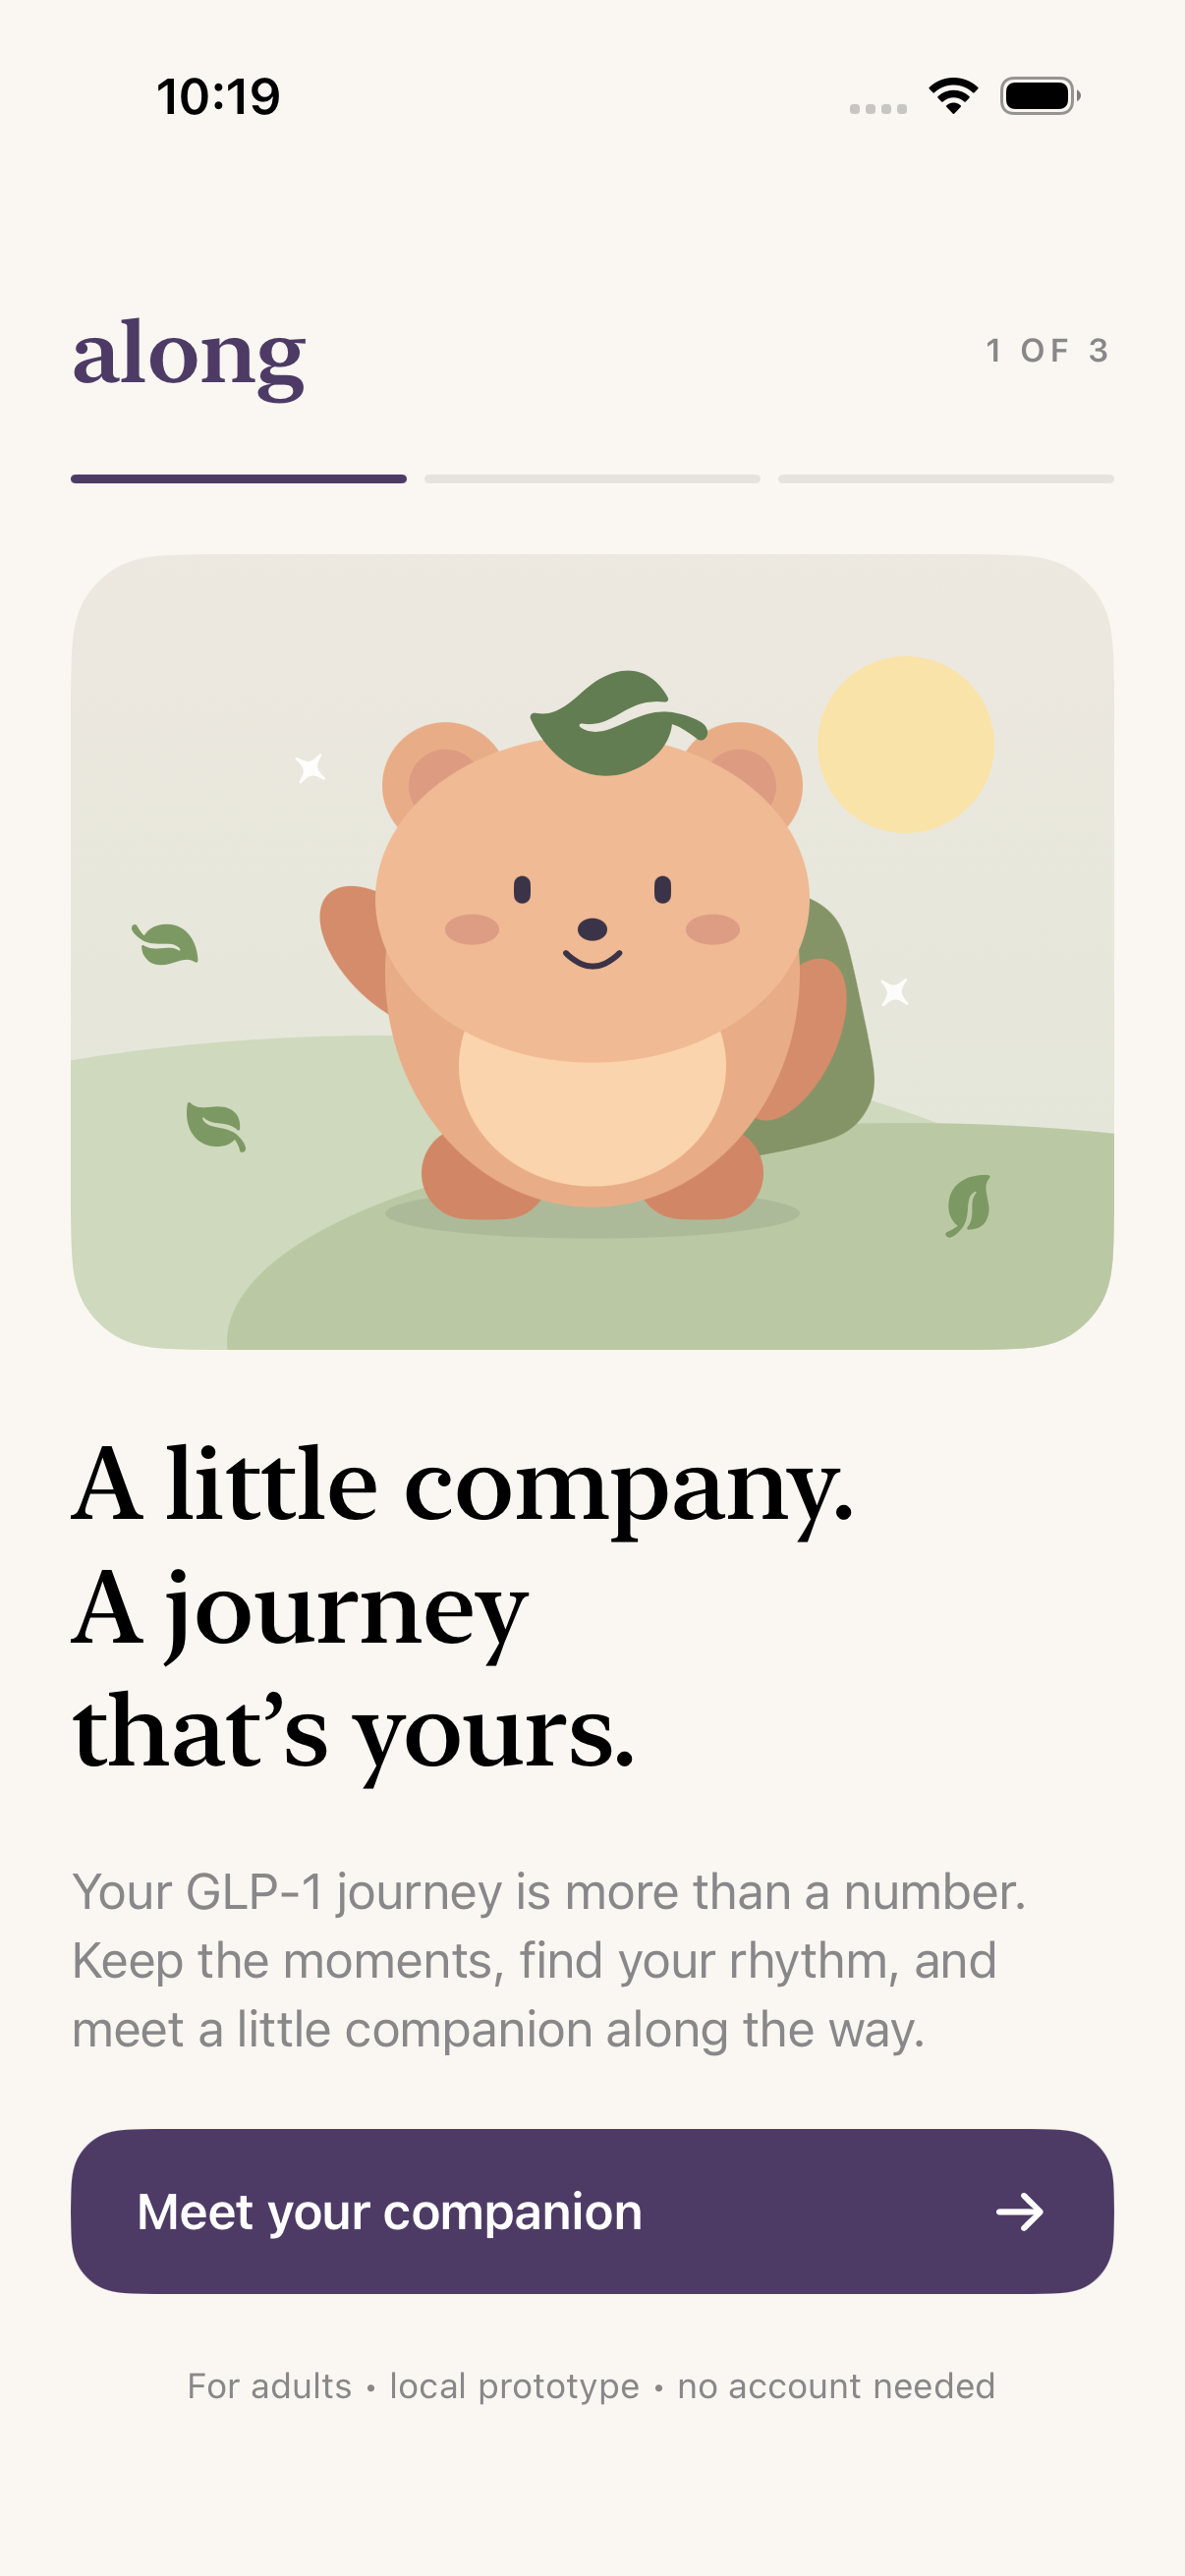 10:19
along
1 OF 3
A little company.
A journey
that’s yours.
Your GLP-1 journey is more than a number.
Keep the moments, find your rhythm, and
meet a little companion along the way.
Meet your companion
For adults • local prototype • no account needed